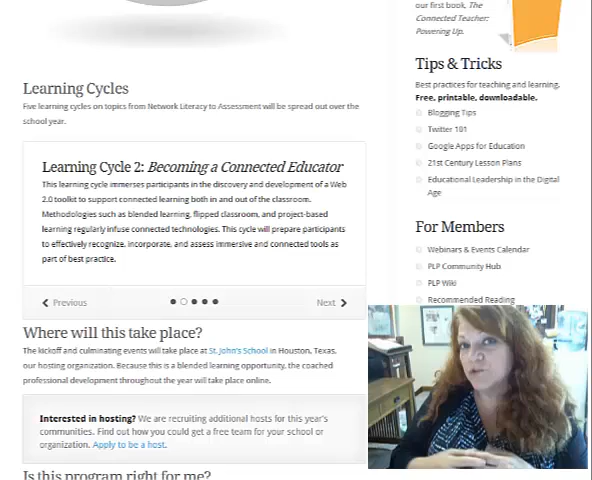 Learning Cycles
Five learning cycles on topics from Network Literacy to Assessment will be spread out over the
school year.
Learning Cycle 2: Becoming a Connected Educator
This learning cycle immerses participants in the discovery and development of a Web
2.0 toolkit to support connected learning both in and out of the classroom.
Methodologies such as blended learning, flipped classroom, and project-based
learning regularly infuse connected technologies. This cycle will prepare participants
to effectively recognize, incorporate, and assess immersive and connected tools as
part of best practice.
Previous
Next
Where will this take place?
The kickoff and culminating events will take place at St. John's School in Houston, Texas,
our hosting organization. Because this is a blended learning opportunity, the coached
professional development throughout the year will take place online.
Interested in hosting? We are recruiting additional hosts for this year's
communities. Find out how you could get a free team for your school or
organization. Apply to be a host.
Is this program right for me?
our first book, The
Connected Teacher:
Powering Up.
Tips & Tricks
Best practices for teaching and learning.
Free, printable, downloadable.
Blogging Tips
Twitter 101
Google Apps for Education
21st Century Lesson Plans
Educational Leadership in the Digital
Age
For Members
Webinars & Events Calendar
PLP Community Hub
PLP Wiki
Recommended Reading